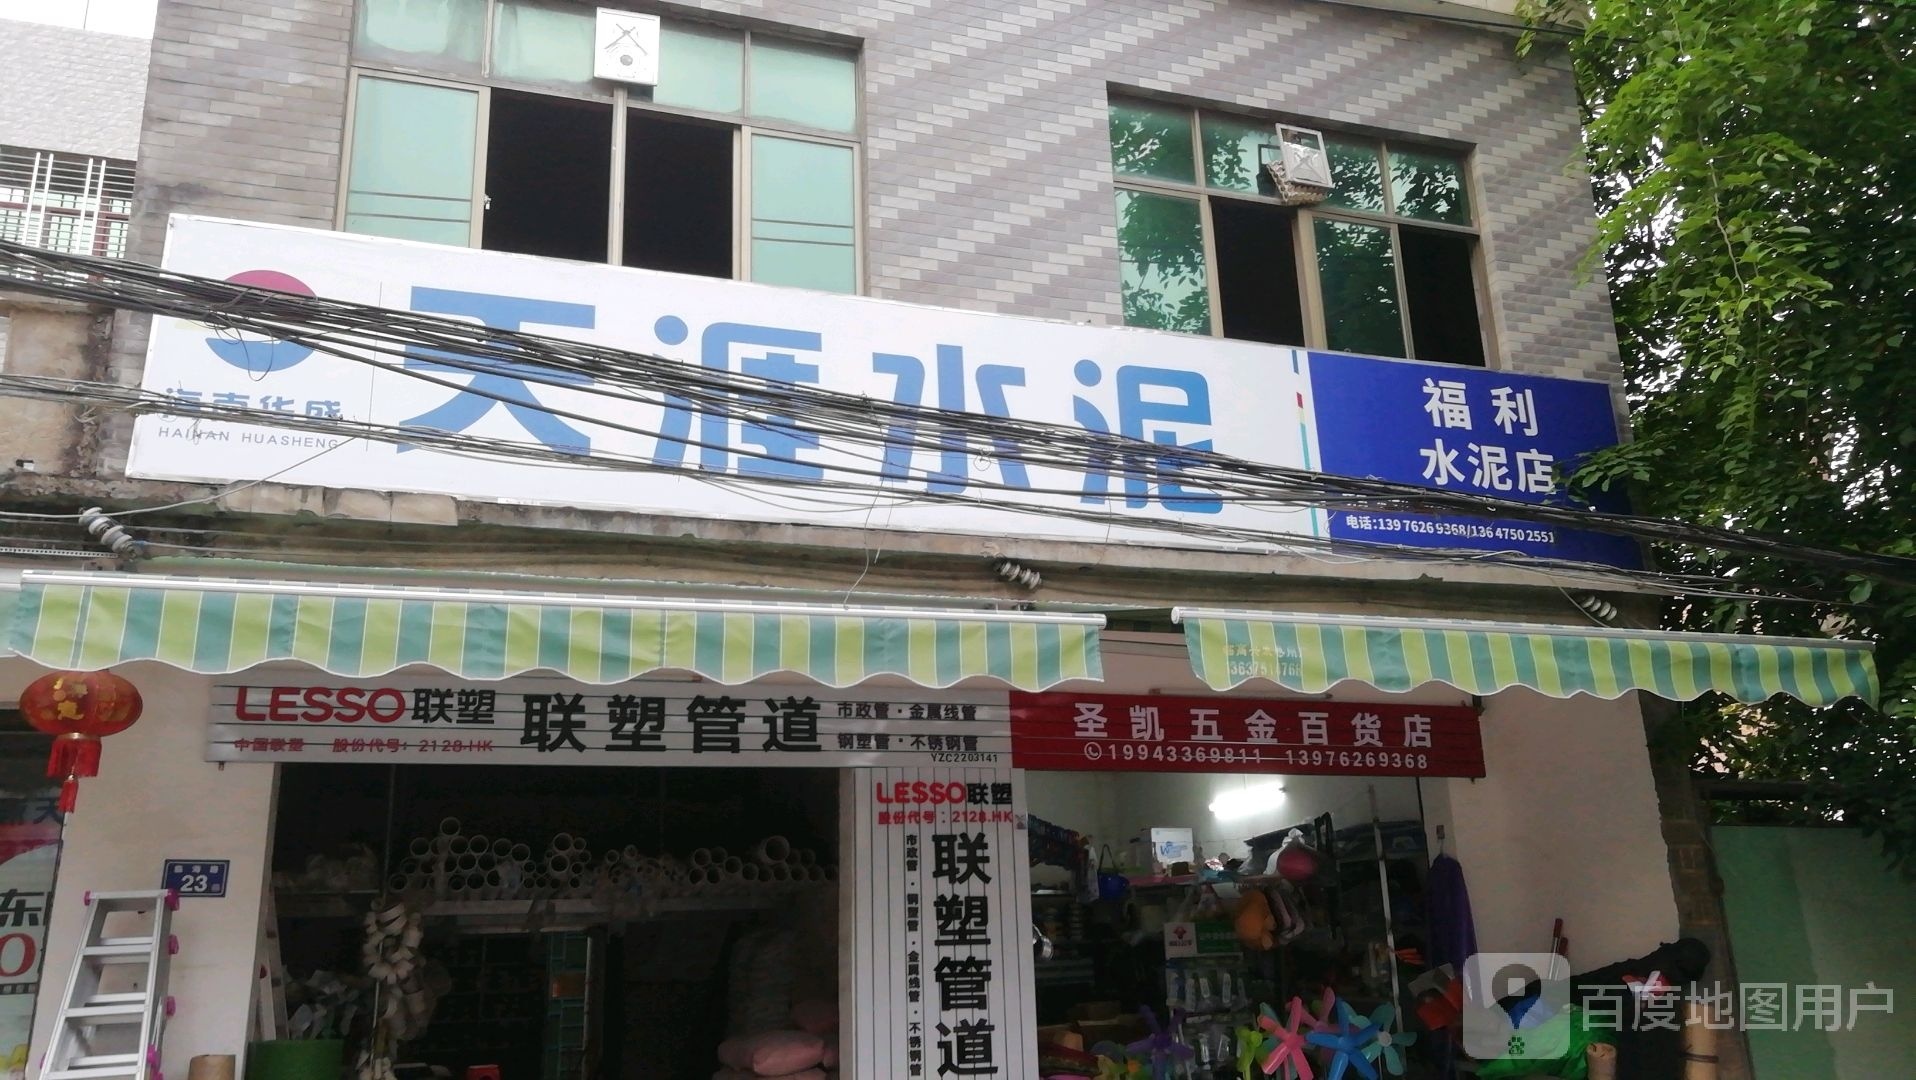 海南华盛
HAINAN HUASHENG
天涯水泥
福利
水泥店
电话:13976269368/13647502551
13637514768
LESSO联塑
中国联塑 股份代号: 2128.HK
联塑管道
市政管·金属线管
钢塑管·不锈钢管
YZC2203141
圣凯五金百货店
19943369811 13976269368
LESSO联塑
股份代号: 2128.HK
联塑管道
市政管·钢塑管·金属线管·不锈钢管
临海路
23
东
百度地图用户